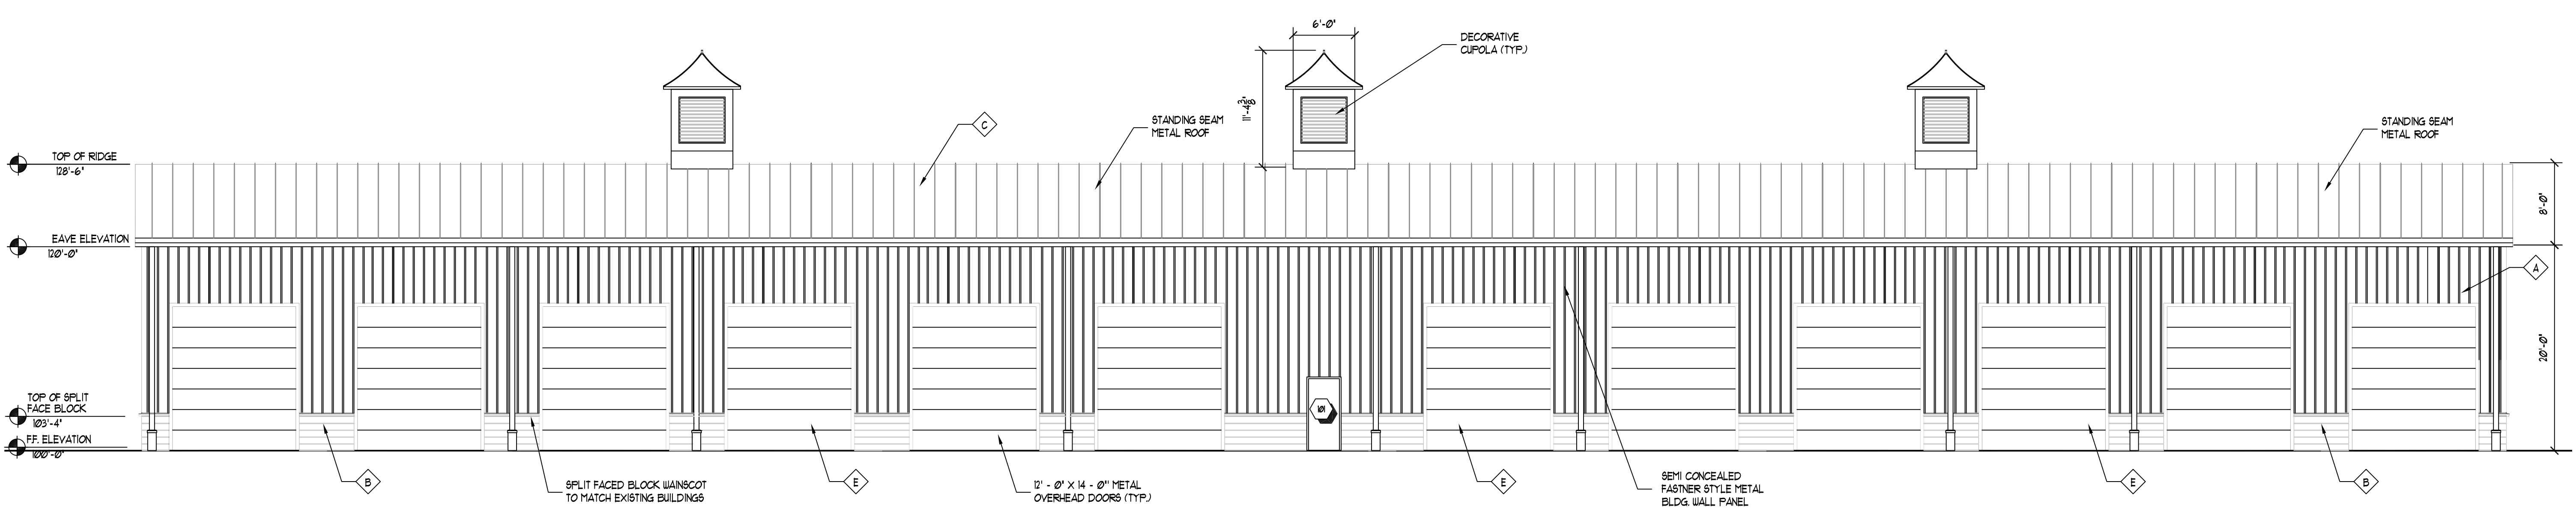 6'-0"
DECORATIVE
CUPOLA (TYP.)
11'-4 3/8"
C
STANDING SEAM
METAL ROOF
STANDING SEAM
METAL ROOF
TOP OF RIDGE
128'-6"
8'-0"
EAVE ELEVATION
120'-0"
A
20'-0"
TOP OF SPLIT
FACE BLOCK
103'-4"
101
F.F. ELEVATION
100'-0"
B
SPLIT FACED BLOCK WAINSCOT
TO MATCH EXISTING BUILDINGS
E
12' - 0" X 14 - 0" METAL
OVERHEAD DOORS (TYP.)
E
SEMI CONCEALED
FASTNER STYLE METAL
BLDG. WALL PANEL
E
B